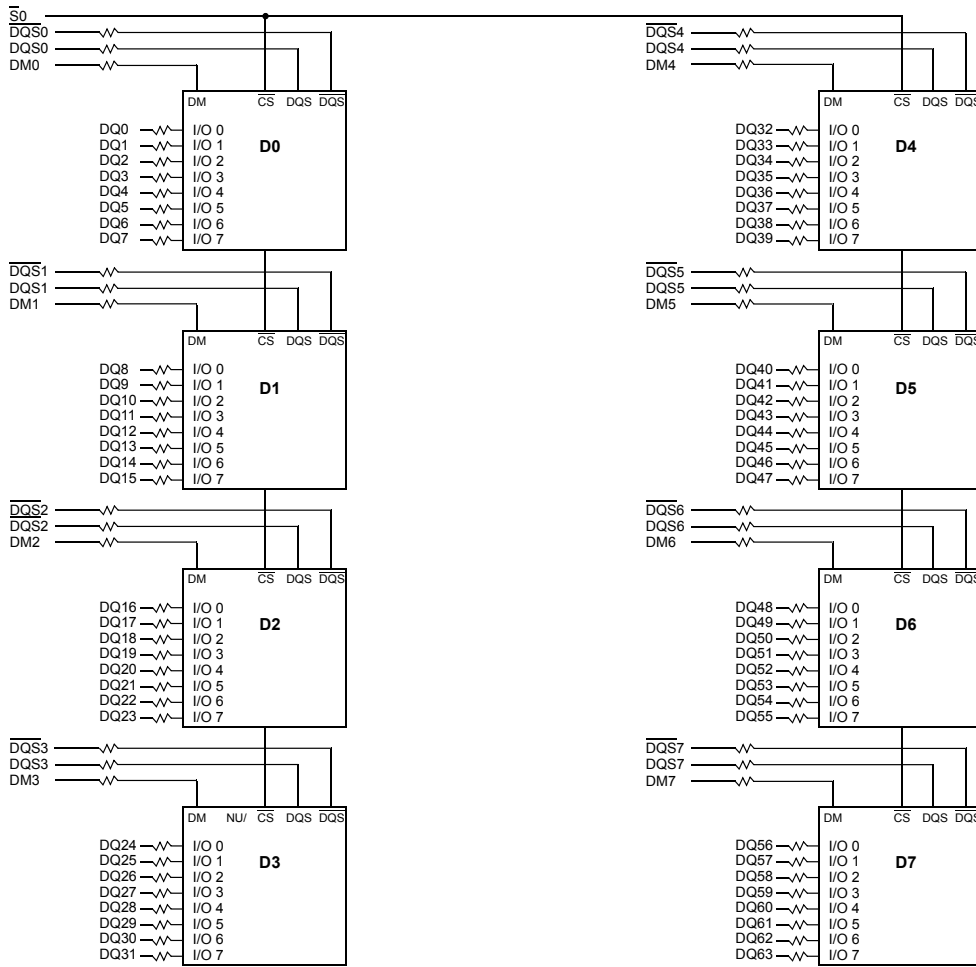 S0
DQS0
DQS0
DM0
DM CS DQS DQS
D0
DQ0 I/O 0
DQ1 I/O 1
DQ2 I/O 2
DQ3 I/O 3
DQ4 I/O 4
DQ5 I/O 5
DQ6 I/O 6
DQ7 I/O 7
DQS1
DQS1
DM1
DM CS DQS DQS
D1
DQ8 I/O 0
DQ9 I/O 1
DQ10 I/O 2
DQ11 I/O 3
DQ12 I/O 4
DQ13 I/O 5
DQ14 I/O 6
DQ15 I/O 7
DQS2
DQS2
DM2
DM CS DQS DQS
D2
DQ16 I/O 0
DQ17 I/O 1
DQ18 I/O 2
DQ19 I/O 3
DQ20 I/O 4
DQ21 I/O 5
DQ22 I/O 6
DQ23 I/O 7
DQS3
DQS3
DM3
DM NU/ CS DQS DQS
D3
DQ24 I/O 0
DQ25 I/O 1
DQ26 I/O 2
DQ27 I/O 3
DQ28 I/O 4
DQ29 I/O 5
DQ30 I/O 6
DQ31 I/O 7
DQS4
DQS4
DM4
DM CS DQS DQS
D4
DQ32 I/O 0
DQ33 I/O 1
DQ34 I/O 2
DQ35 I/O 3
DQ36 I/O 4
DQ37 I/O 5
DQ38 I/O 6
DQ39 I/O 7
DQS5
DQS5
DM5
DM CS DQS DQS
D5
DQ40 I/O 0
DQ41 I/O 1
DQ42 I/O 2
DQ43 I/O 3
DQ44 I/O 4
DQ45 I/O 5
DQ46 I/O 6
DQ47 I/O 7
DQS6
DQS6
DM6
DM CS DQS DQS
D6
DQ48 I/O 0
DQ49 I/O 1
DQ50 I/O 2
DQ51 I/O 3
DQ52 I/O 4
DQ53 I/O 5
DQ54 I/O 6
DQ55 I/O 7
DQS7
DQS7
DM7
DM CS DQS DQS
D7
DQ56 I/O 0
DQ57 I/O 1
DQ58 I/O 2
DQ59 I/O 3
DQ60 I/O 4
DQ61 I/O 5
DQ62 I/O 6
DQ63 I/O 7